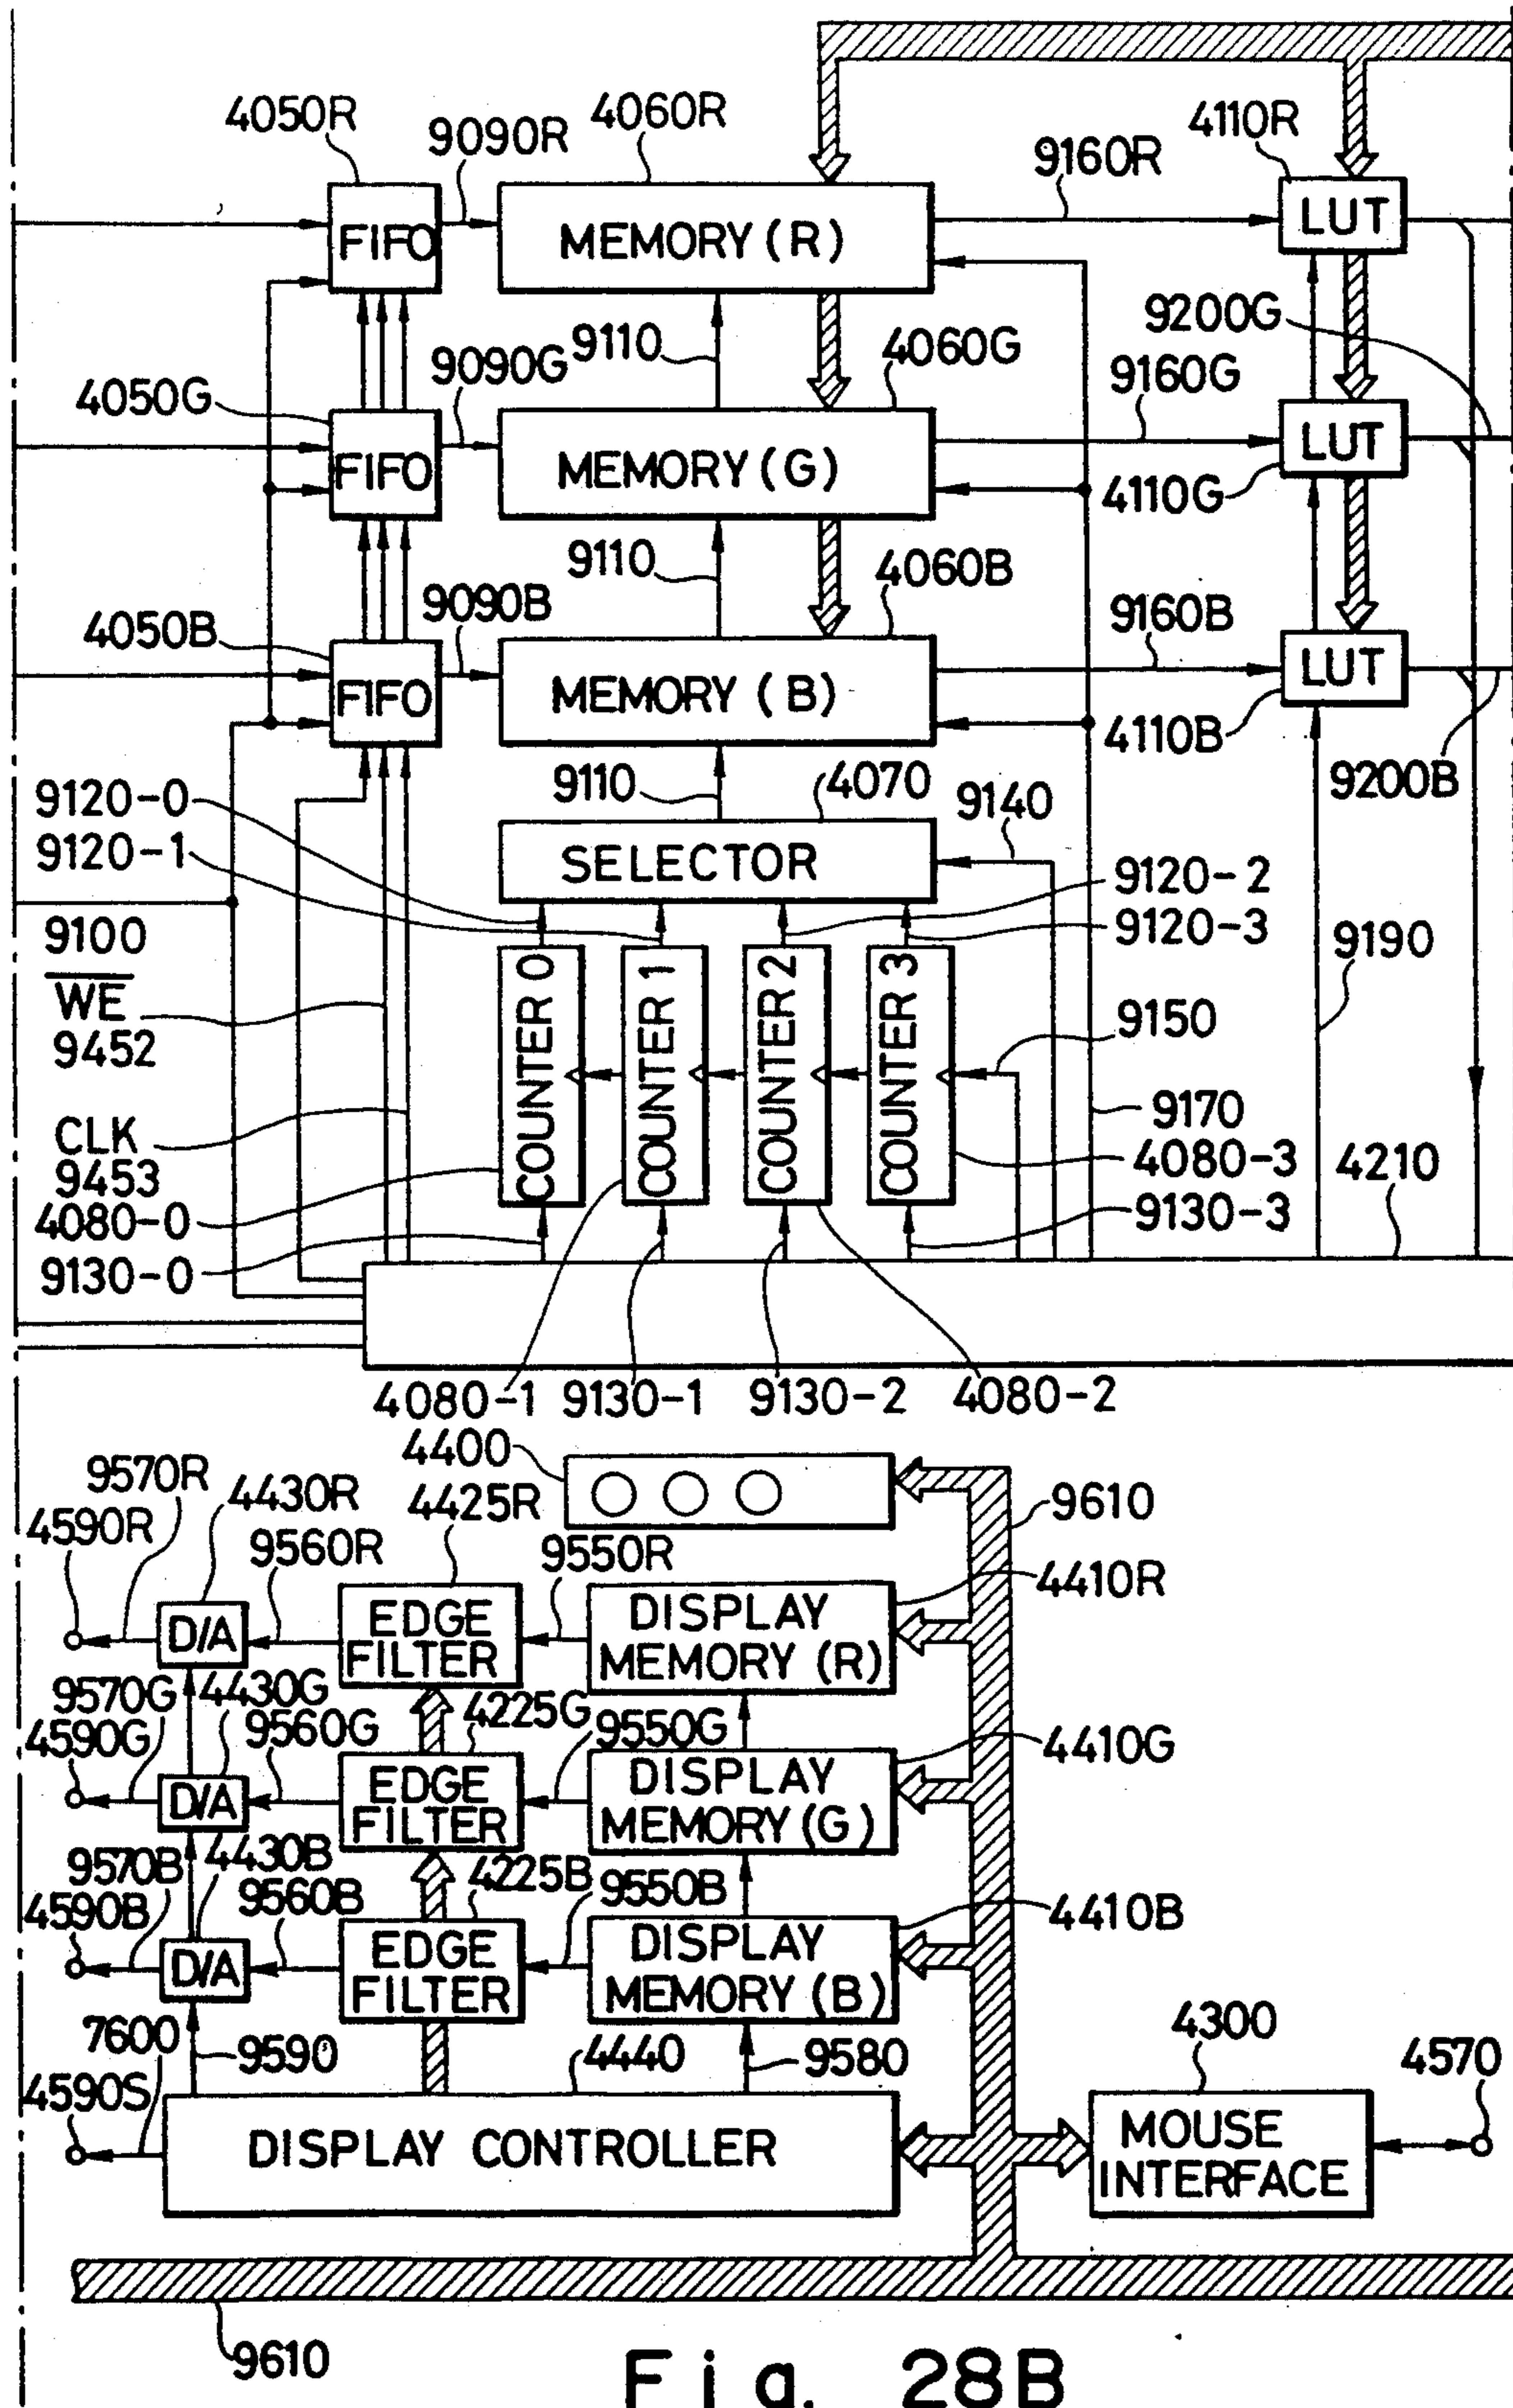 4050R
9090R
4060R
9160R
4110R
FIFO
MEMORY (R)
LUT
9110
9200G
4050G
9090G
4060G
9160G
FIFO
MEMORY (G)
LUT
4110G
9110
4050B
9090B
4060B
9160B
FIFO
MEMORY (B)
LUT
4110B
9200B
9120-0
9110
4070
9140
9120-1
SELECTOR
9120-2
9120-3
9100
9190
WE
9452
COUNTER 0
COUNTER 1
COUNTER 2
COUNTER 3
9150
CLK
9453
9170
4080-3
4210
4080-0
9130-3
9130-0
4080-1
9130-1
9130-2
4080-2
4400
9570R
4430R
4425R
9610
4590R
9560R
9550R
4410R
D/A
EDGE
FILTER
DISPLAY
MEMORY (R)
9570G
4430G
4225G
9550G
4590G
9560G
4410G
D/A
EDGE
FILTER
DISPLAY
MEMORY (G)
9570B
4430B
4225B
9550B
4590B
9560B
4410B
D/A
EDGE
FILTER
DISPLAY
MEMORY (B)
7600
9590
4440
9580
4300
4570
4590S
DISPLAY CONTROLLER
MOUSE
INTERFACE
9610
Fig. 28B